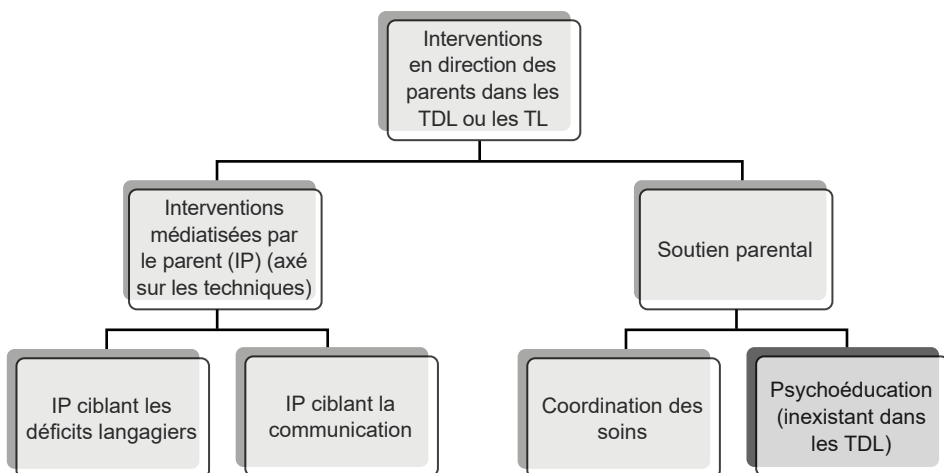 Interventions
en direction des
parents dans les
TDL ou les TL
Interventions
médiatisées par
le parent (IP) (axé
sur les techniques)
Soutien parental
IP ciblant les
déficits langagiers
IP ciblant la
communication
Coordination des
soins
Psychoéducation
(inexistant dans
les TDL)